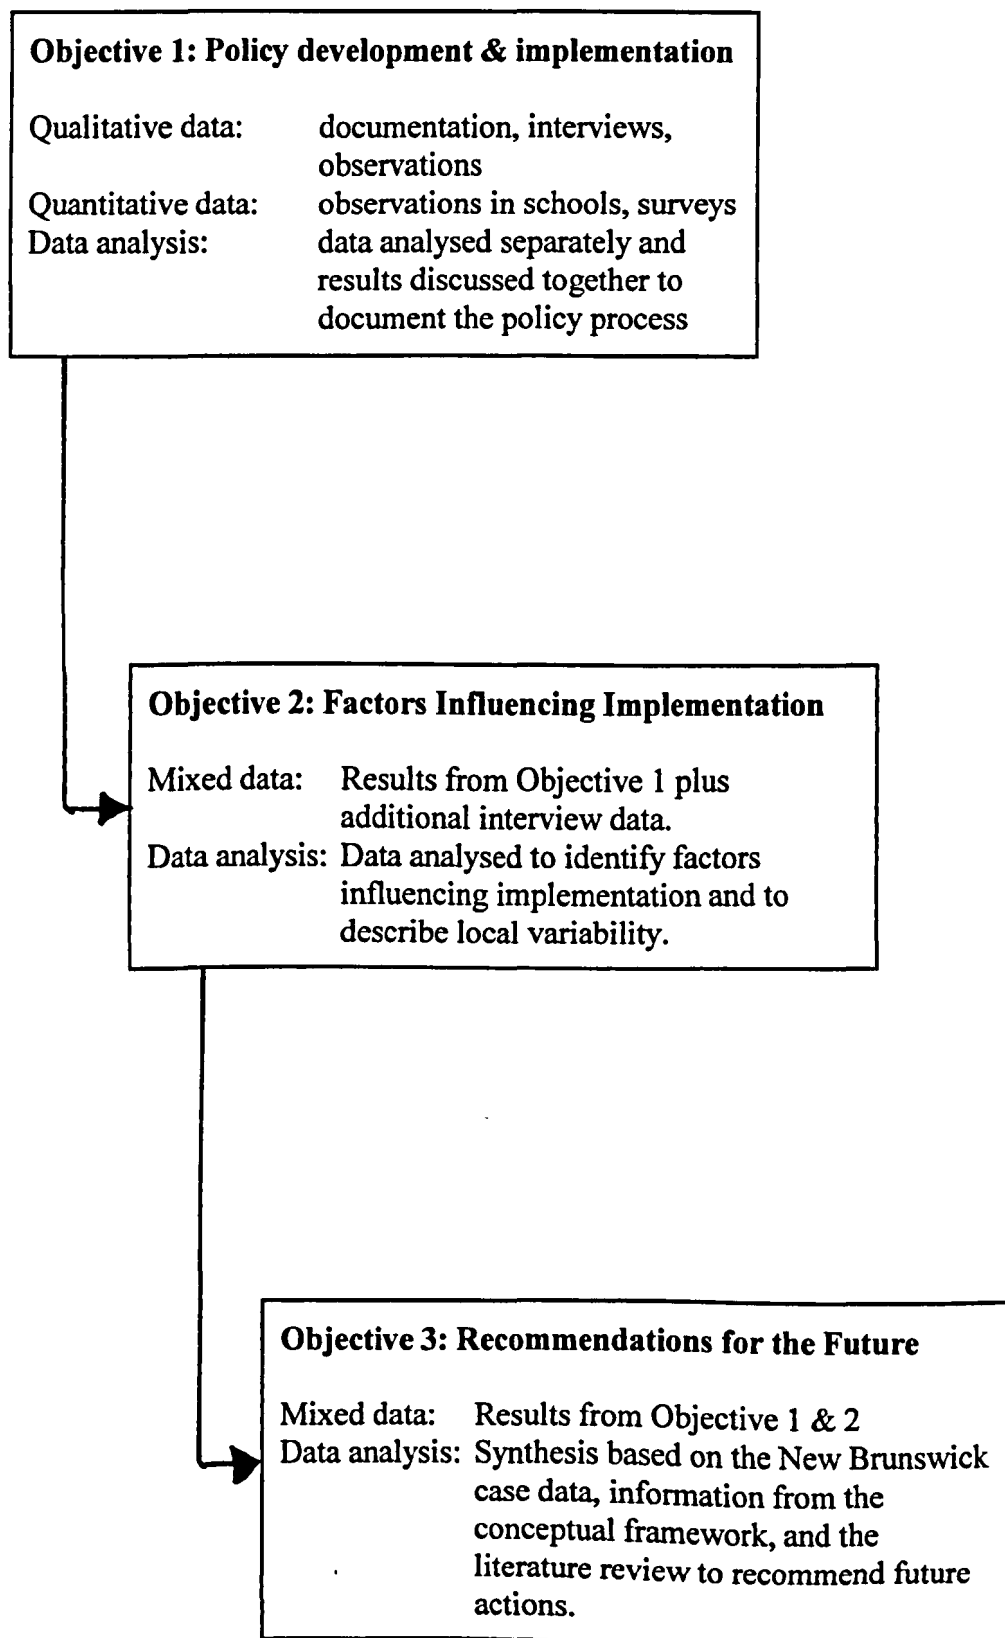 Objective 1: Policy development & implementation
Qualitative data: documentation, interviews,
observations
Quantitative data: observations in schools, surveys
Data analysis: data analysed separately and
results discussed together to
document the policy process
Objective 2: Factors Influencing Implementation
Mixed data: Results from Objective 1 plus
additional interview data.
Data analysis: Data analysed to identify factors
influencing implementation and to
describe local variability.
Objective 3: Recommendations for the Future
Mixed data: Results from Objective 1 & 2
Data analysis: Synthesis based on the New Brunswick
case data, information from the
conceptual framework, and the
literature review to recommend future
actions.